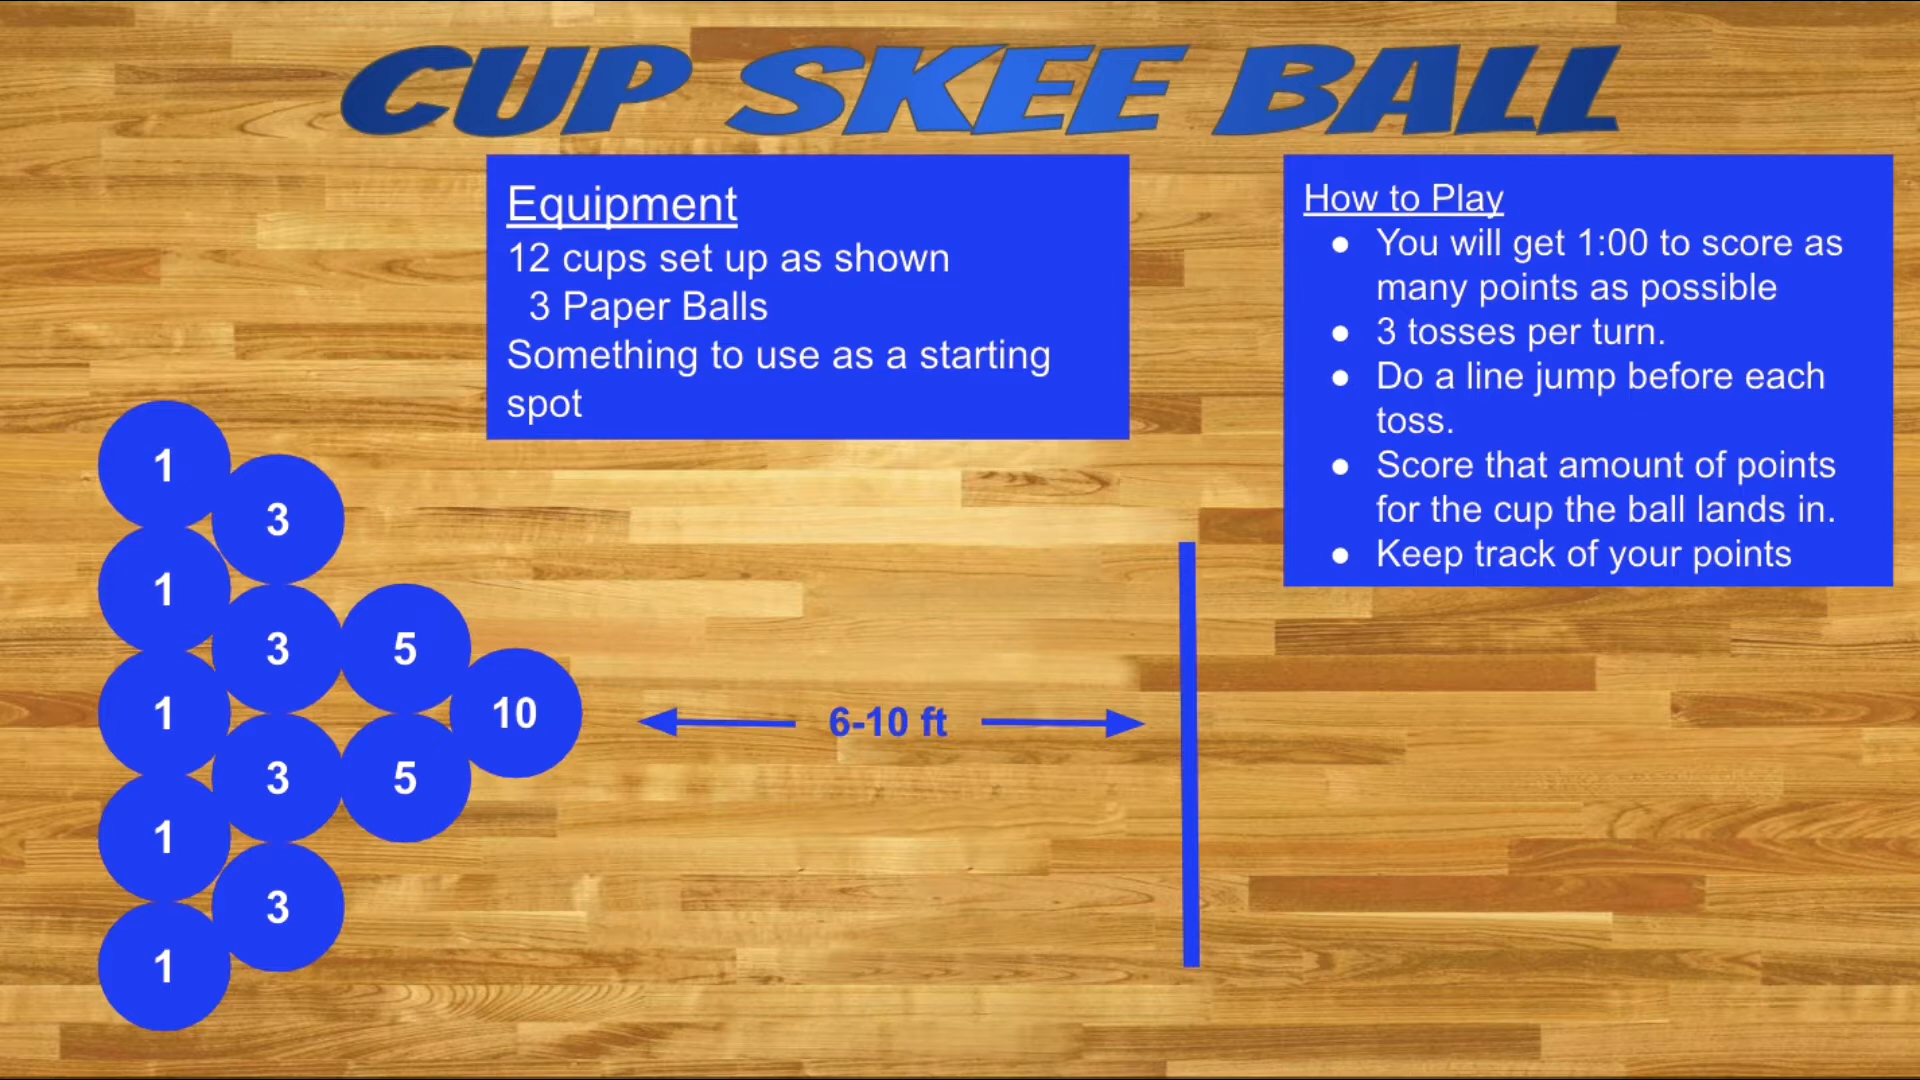 CUP SKEE BALL
Equipment
12 cups set up as shown
3 Paper Balls
Something to use as a starting
spot
How to Play
● You will get 1:00 to score as
many points as possible
● 3 tosses per turn.
● Do a line jump before each
toss.
● Score that amount of points
for the cup the ball lands in.
● Keep track of your points
1
3
1
3
5
1
10
6-10 ft
3
5
1
3
1